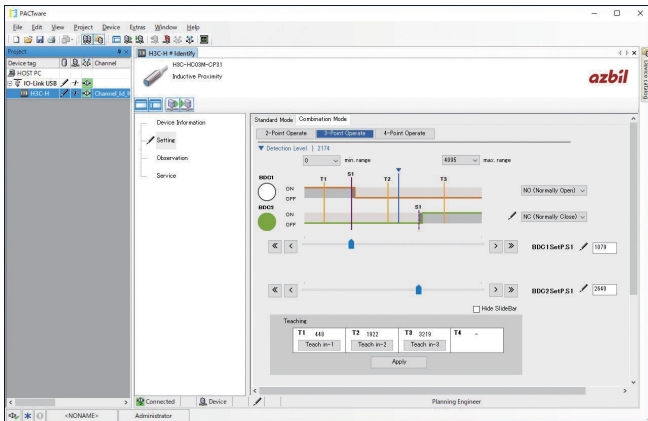 PACTware
File Edit View Project Device Extras Window Help
Project
Device tag Channel
HOST PC
IO-Link USB
H3C-H
H3C-H # Identify
H3C-HC03M-CPX1
Inductive Proximity
azbil
Device catalog
Device Information
Setting
Observation
Service
Standard Mode Combination Mode
2-Point Operate 3-Point Operate 4-Point Operate
Detection Level | 2174
0 min. range 4095 max. range
BDC1 T1 S1 T2 T3
ON
OFF
NO (Normally Open)
BDC2 S1
ON
OFF
NC (Normally Close)
BDC1SetP.S1 1079
BDC2SetP.S1 2640
Hide SlideBar
Teaching
T1 448 T2 1922 T3 3219 T4 -
Teach in-1 Teach in-2 Teach in-3
Apply
Connected Device Planning Engineer
<NONAME> Administrator